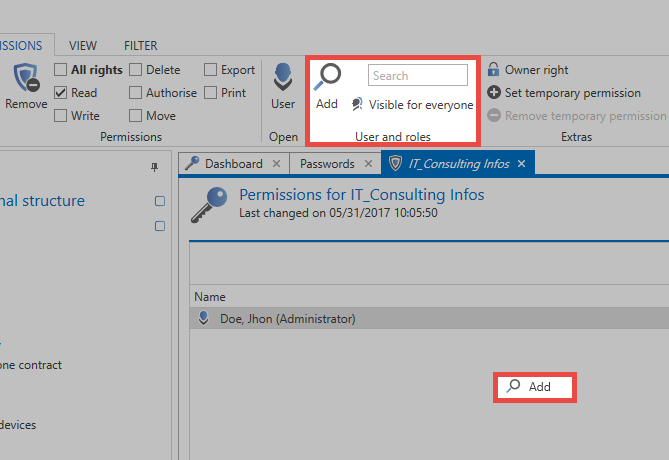 ISSIONS VIEW FILTER
All rights Delete Export
Read Authorise Print
Write Move
Remove
User
Add
Search
Visible for everyone
Owner right
Set temporary permission
Remove temporary permission
Permissions Open User and roles Extras
Dashboard Passwords IT_Consulting Infos
nal structure
Permissions for IT_Consulting Infos
Last changed on 05/31/2017 10:05:50
Name
Doe, Jhon (Administrator)
one contract
Add
devices